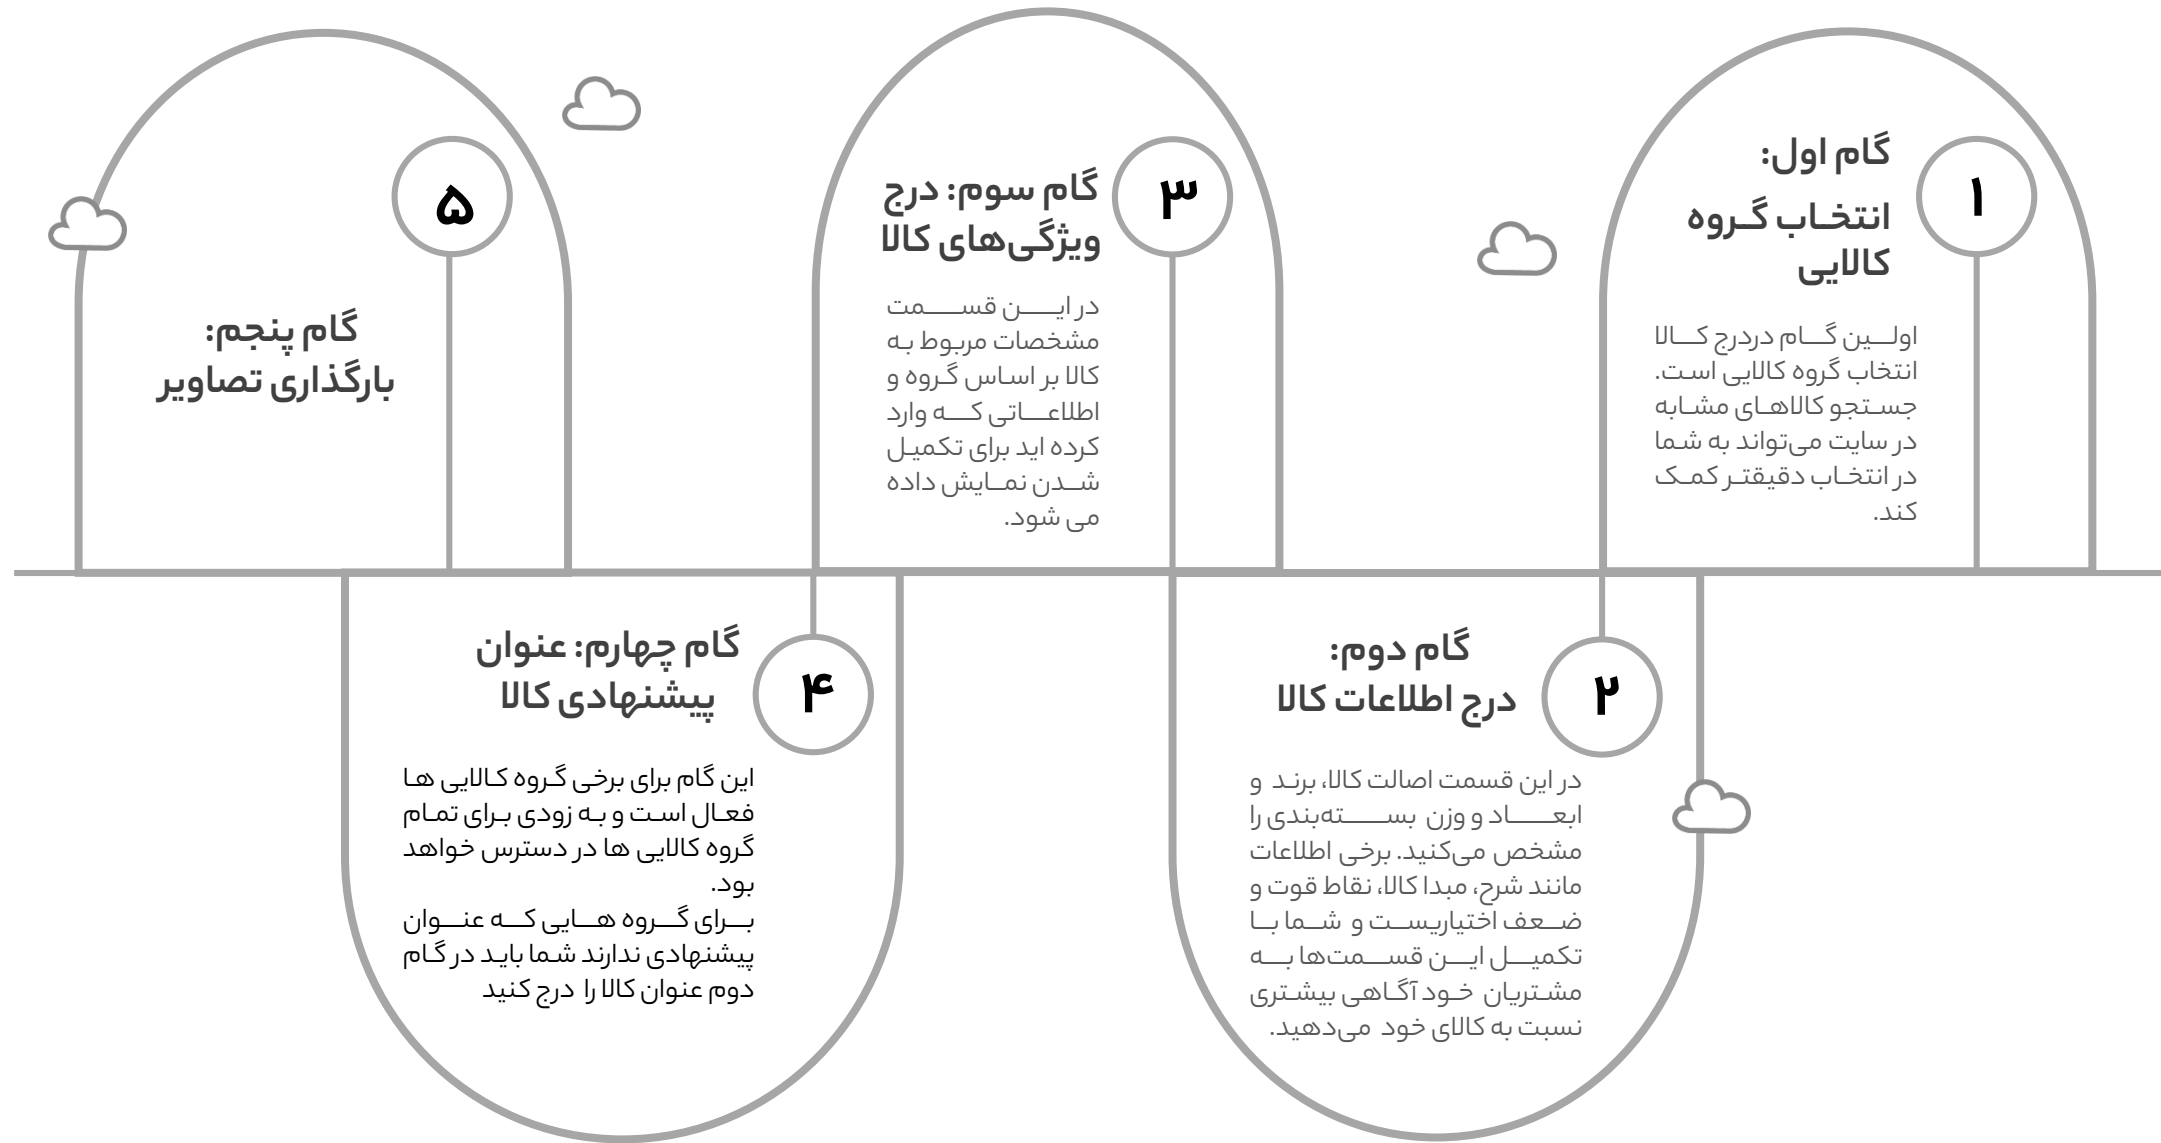 ۱
گام اول:
انتخاب گروه
کالایی
اولین گام دردرج کالا
انتخاب گروه کالایی است.
جستجو کالاهای مشابه
در سایت می‌تواند به شما
در انتخاب دقیقتر کمک
کند.
۲
گام دوم:
درج اطلاعات کالا
در این قسمت اصالت کالا، برند و
ابعاد و وزن بسته‌بندی را
مشخص می‌کنید. برخی اطلاعات
مانند شرح، مبدا کالا، نقاط قوت و
ضعف اختیاریست و شما با
تکمیل این قسمت‌ها به
مشتریان خود آگاهی بیشتری
نسبت به کالای خود می‌دهید.
۳
گام سوم: درج
ویژگی‌های کالا
در این قسمت
مشخصات مربوط به
کالا بر اساس گروه و
اطلاعاتی که وارد
کرده اید برای تکمیل
شدن نمایش داده
می شود.
۴
گام چهارم: عنوان
پیشنهادی کالا
این گام برای برخی گروه کالایی ها
فعال است و به زودی برای تمام
گروه کالایی ها در دسترس خواهد
بود.
برای گروه هایی که عنوان
پیشنهادی ندارند شما باید در گام
دوم عنوان کالا را درج کنید
۵
گام پنجم:
بارگذاری تصاویر